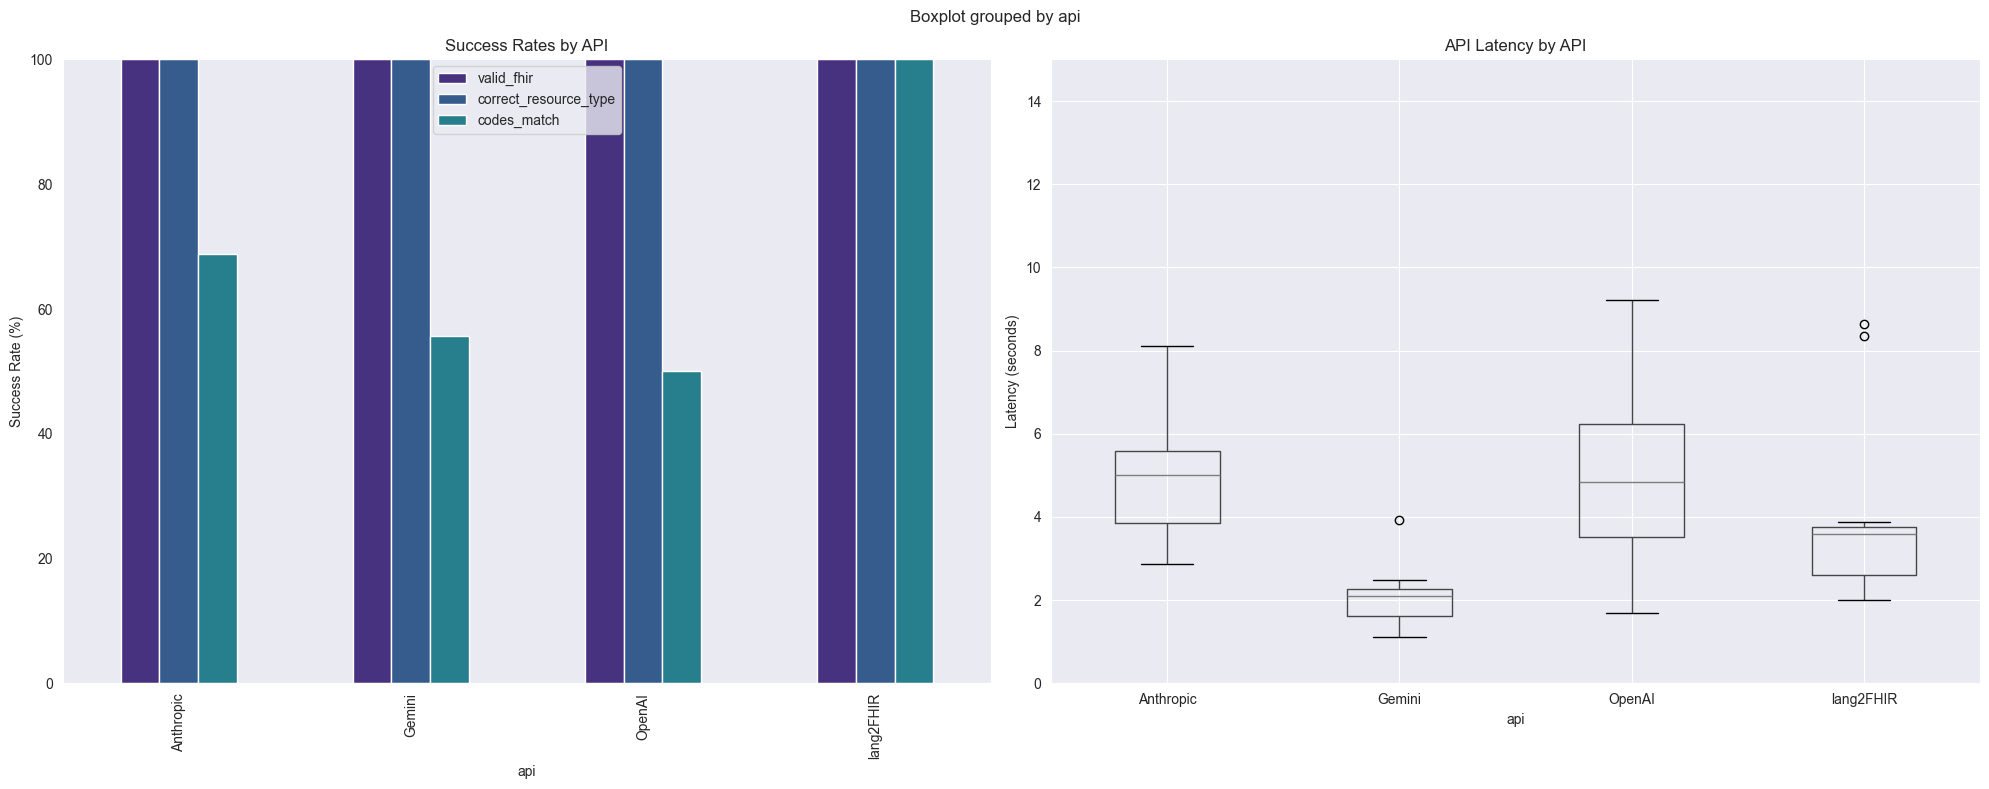 Boxplot grouped by api
Success Rates by API
100
80
60
40
20
0
Success Rate (%)
valid_fhir
correct_resource_type
codes_match
Anthropic
Gemini
OpenAI
lang2FHIR
api
API Latency by API
14
12
10
8
6
4
2
0
Latency (seconds)
Anthropic
Gemini
OpenAI
lang2FHIR
api